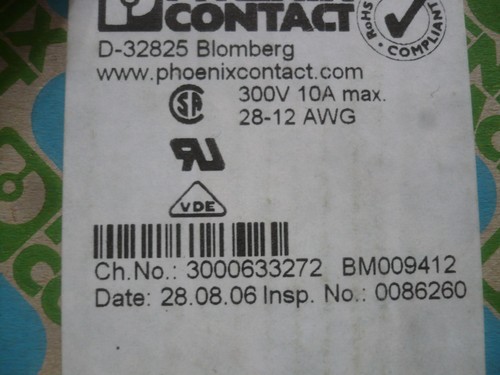 CONTACT
D-32825 Blomberg
www.phoenixcontact.com
RoHS COMPLIANT
300V 10A max.
28-12 AWG
VDE
Ch.No.: 3000633272 BM009412
Date: 28.08.06 Insp. No.: 0086260